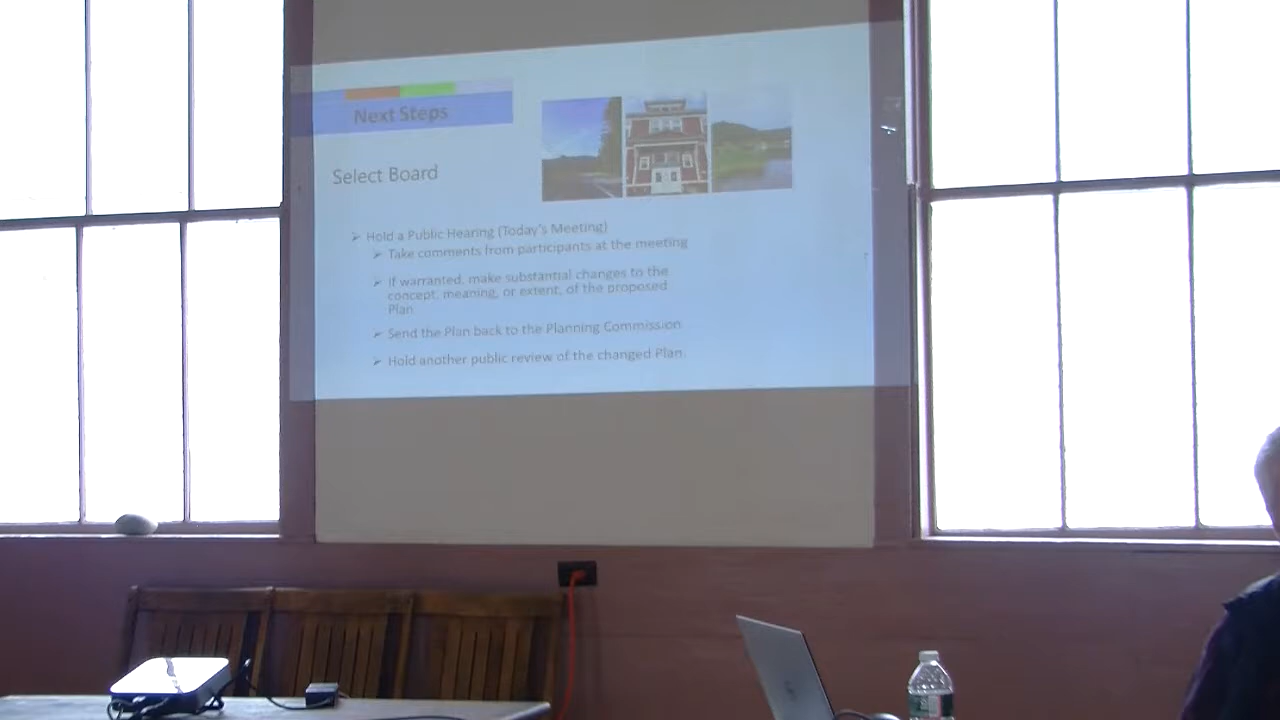 Next Steps
Select Board
➢ Hold a Public Hearing (Today's Meeting)
➢ Take comments from participants at the meeting
➢ If warranted, make substantial changes to the
concept, meaning, or extent, of the proposed
Plan
➢ Send the Plan back to the Planning Commission
➢ Hold another public review of the changed Plan.